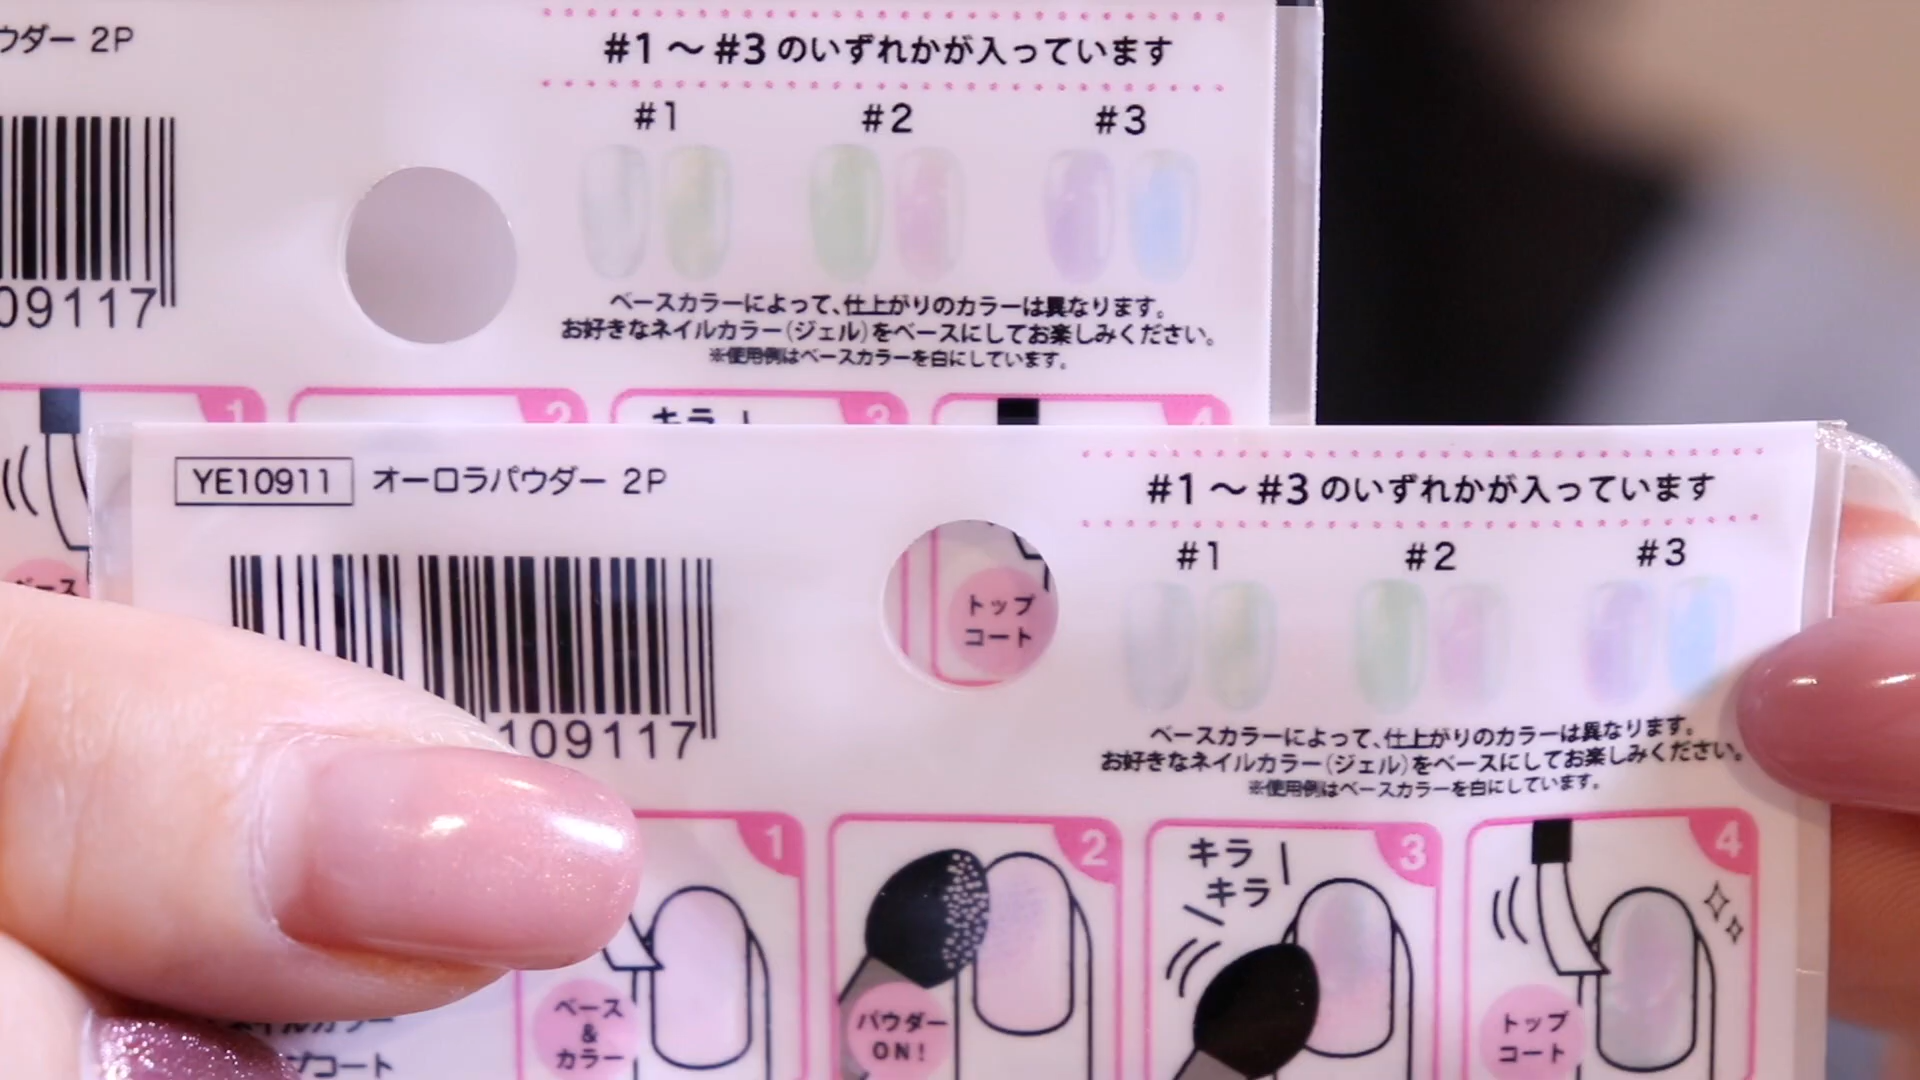 ウダー 2P
#1～#3のいずれかが入っています
#1 #2 #3
09117
ベースカラーによって、仕上がりのカラーは異なります。
お好きなネイルカラー（ジェル）をベースにしてお楽しみください。
※使用例はベースカラーを白にしています。
1 2 3 4
YE10911 オーロラパウダー 2P
#1～#3のいずれかが入っています
#1 #2 #3
トップ
コート
109117
ベースカラーによって、仕上がりのカラーは異なります。
お好きなネイルカラー（ジェル）をベースにしてお楽しみください。
※使用例はベースカラーを白にしています。
1 2 3 4
キラ
キラ
ベース
&
カラー
パウダー
ON!
トップ
コート